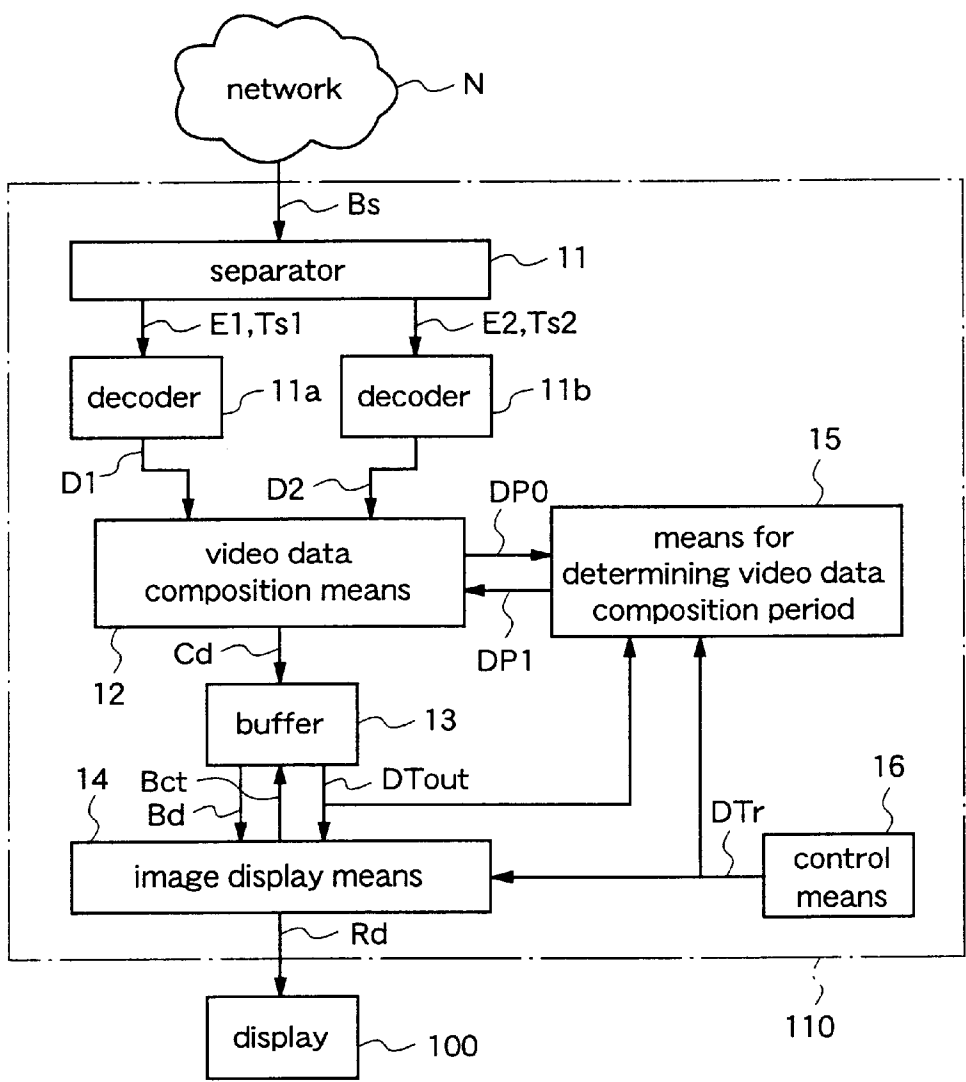 network
N
Bs
separator
11
E1,Ts1
E2,Ts2
decoder
11a
decoder
11b
D1
D2
DP0
15
video data
composition means
means for
determining video data
composition period
DP1
12
Cd
buffer
13
14
Bct
Bd
DTout
DTr
16
image display means
control
means
Rd
110
display
100